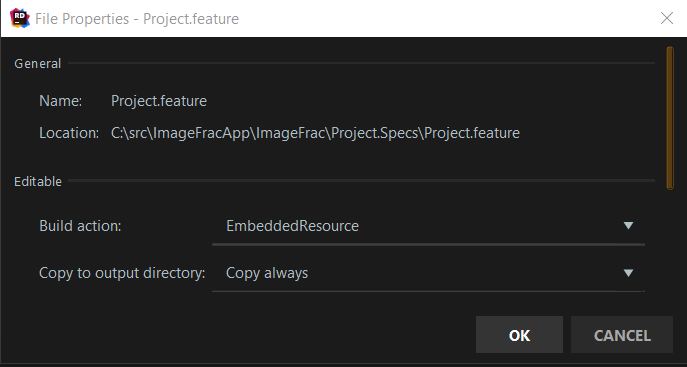 RD File Properties - Project.feature
General
Name: Project.feature
Location: C:\src\ImageFracApp\ImageFrac\Project.Specs\Project.feature
Editable
Build action: EmbeddedResource
Copy to output directory: Copy always
OK CANCEL